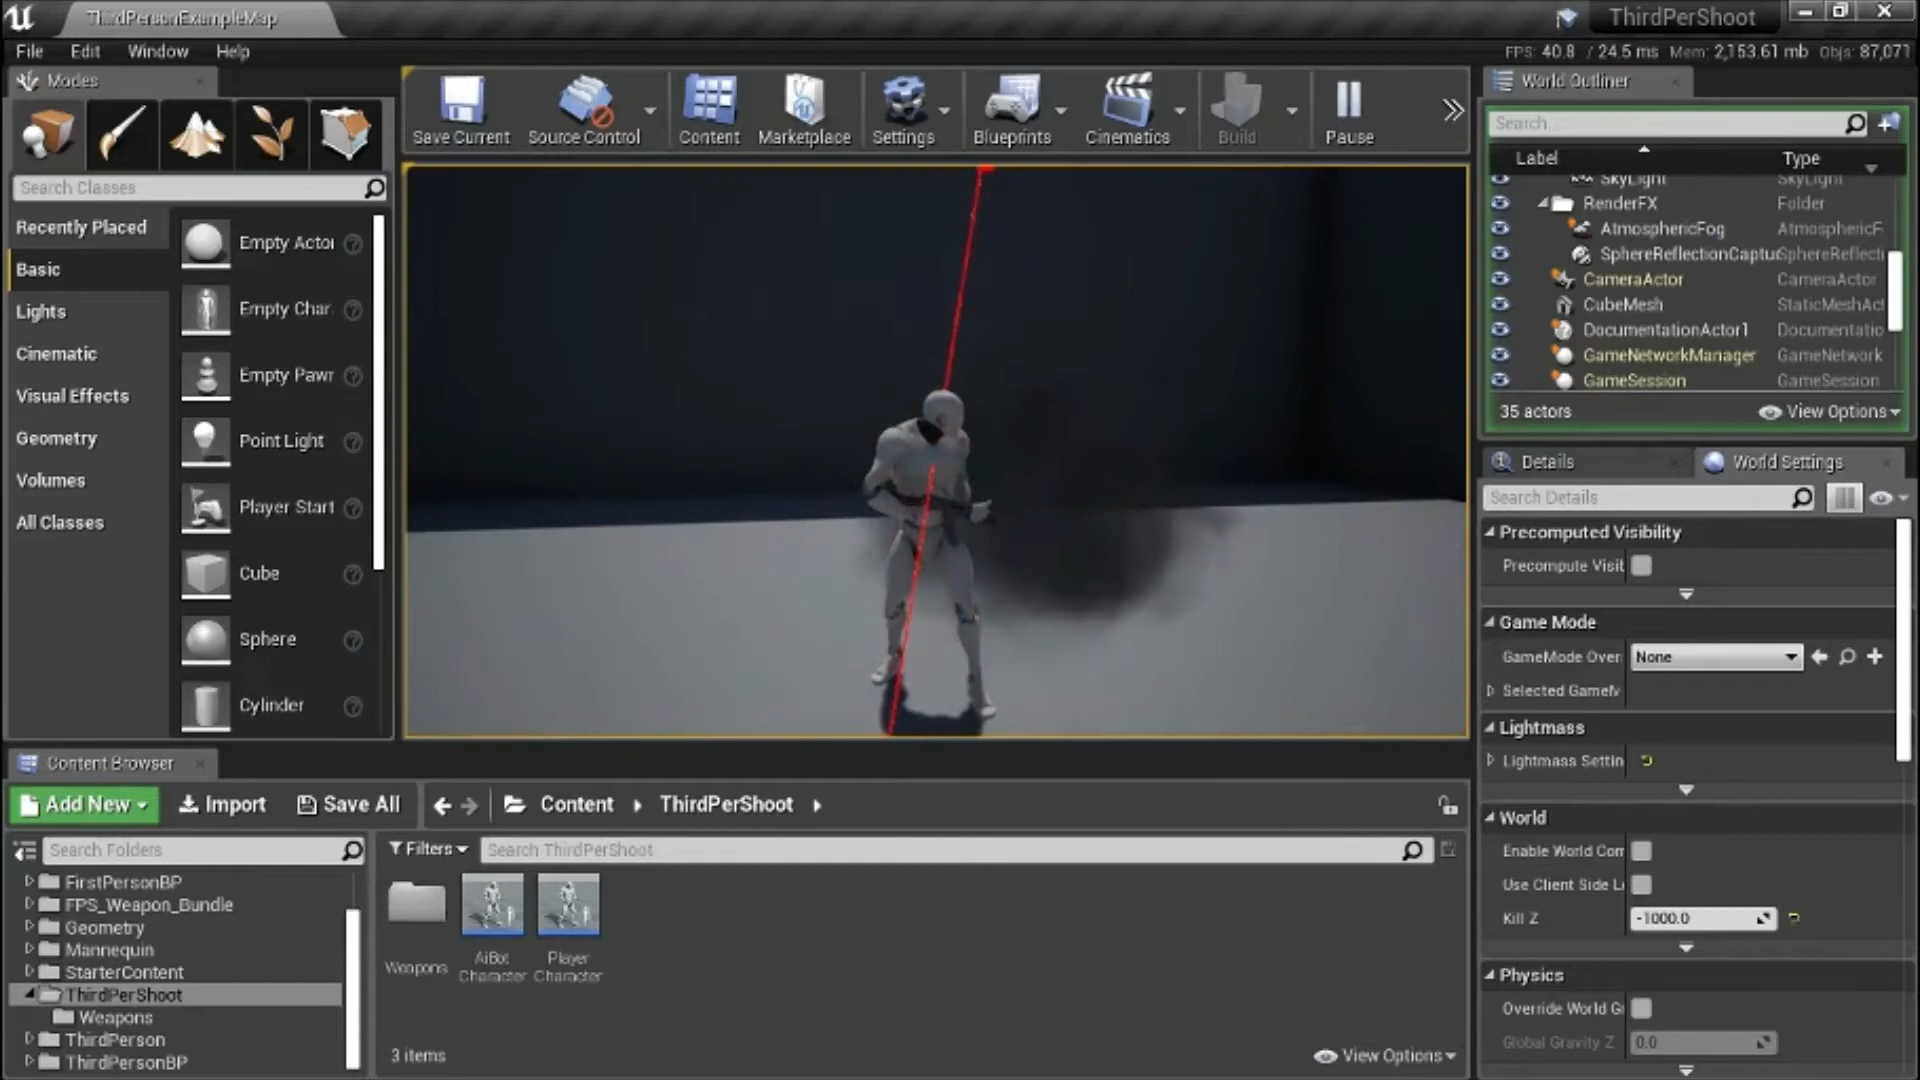 ThirdPersonExampleMap
ThirdPerShoot
File Edit Window Help
FPS: 40.8 / 24.5 ms Mem: 2,153.61 mb Objs: 87,071
Modes
Search Classes
Recently Placed
Basic
Lights
Cinematic
Visual Effects
Geometry
Volumes
All Classes
Empty Actor
Empty Char
Empty Pawn
Point Light
Player Start
Cube
Sphere
Cylinder
Save Current
Source Control
Content
Marketplace
Settings
Blueprints
Cinematics
Build
Pause
World Outliner
Search...
Label Type
SkyLight SkyLight
RenderFX Folder
AtmosphericFog AtmosphericF
SphereReflectionCaptu SphereReflecti
CameraActor CameraActor
CubeMesh StaticMeshAct
DocumentationActor1 Documentatio
GameNetworkManager GameNetwork
GameSession GameSession
35 actors
View Options
Details
World Settings
Search Details
Precomputed Visibility
Precompute Visit
Game Mode
GameMode Over None
Selected GameM
Lightmass
Lightmass Settin
World
Enable World Com
Use Client Side L
Kill Z -1000.0
Physics
Override World G
Global Gravity Z 0.0
Content Browser
Add New
Import
Save All
Content
ThirdPerShoot
Search Folders
Filters
Search ThirdPerShoot
FirstPersonBP
FPS_Weapon_Bundle
Geometry
Mannequin
StarterContent
ThirdPerShoot
Weapons
ThirdPerson
ThirdPersonBP
Weapons
AiBot
Character
Player
Character
3 items
View Options